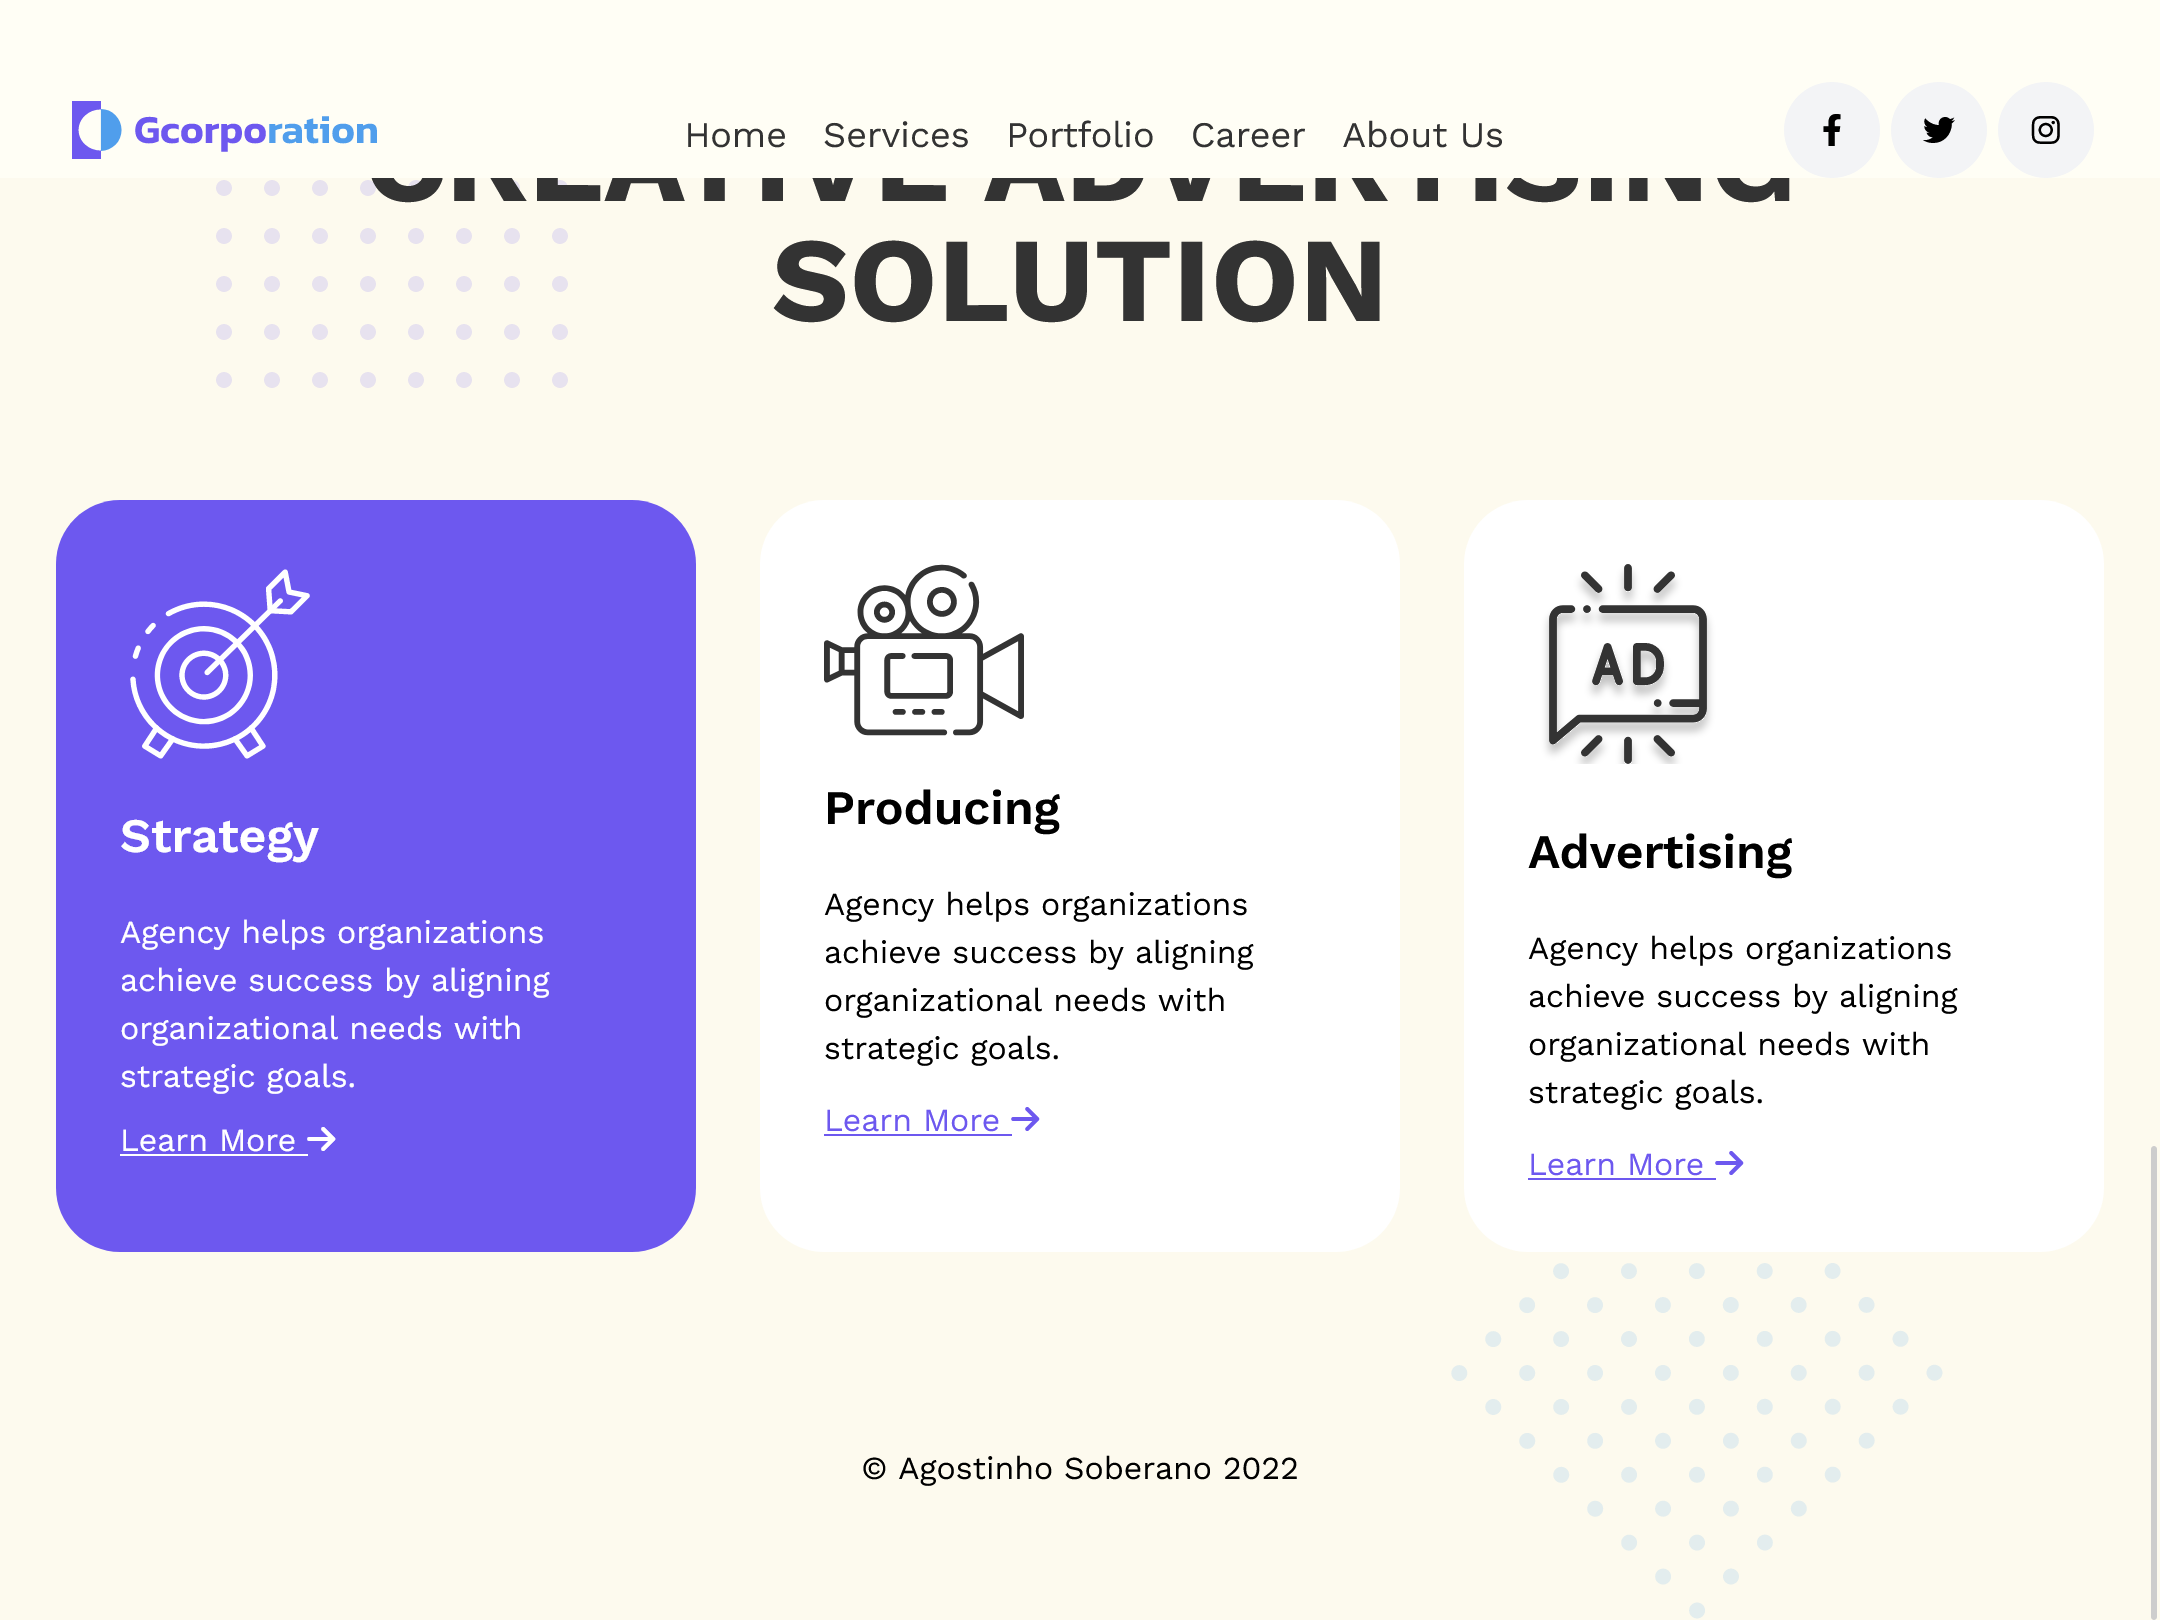 Gcorporation
Home Services Portfolio Career About Us
CREATIVE ADVERTISING
SOLUTION
Strategy
Agency helps organizations
achieve success by aligning
organizational needs with
strategic goals.
Learn More
Producing
Agency helps organizations
achieve success by aligning
organizational needs with
strategic goals.
Learn More
AD
Advertising
Agency helps organizations
achieve success by aligning
organizational needs with
strategic goals.
Learn More
© Agostinho Soberano 2022